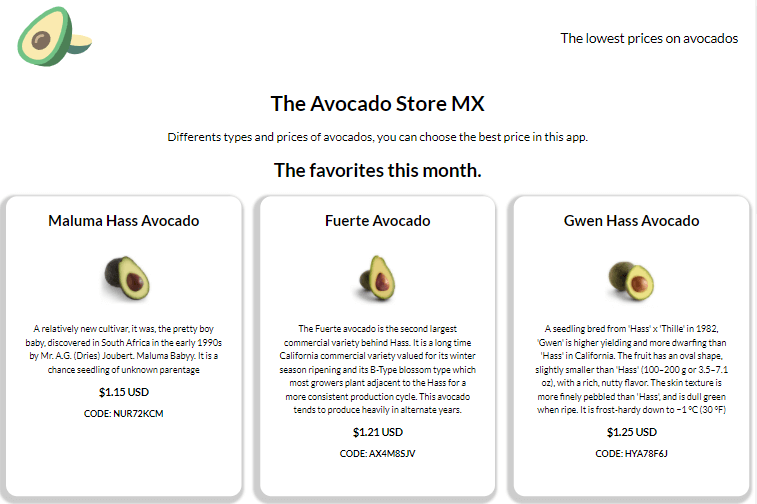 The lowest prices on avocados
The Avocado Store MX
Differents types and prices of avocados, you can choose the best price in this app.
The favorites this month.
Maluma Hass Avocado
A relatively new cultivar, it was, the pretty boy
baby, discovered in South Africa in the early 1990s
by Mr. A.G. (Dries) Joubert. Maluma Babyy. It is a
chance seedling of unknown parentage
$1.15 USD
CODE: NUR72KCM
Fuerte Avocado
The Fuerte avocado is the second largest
commercial variety behind Hass. It is a long time
California commercial variety valued for its winter
season ripening and its B-Type blossom type which
most growers plant adjacent to the Hass for a
more consistent production cycle. This avocado
tends to produce heavily in alternate years.
$1.21 USD
CODE: AX4M8SJV
Gwen Hass Avocado
A seedling bred from 'Hass' x 'Thille' in 1982,
'Gwen' is higher yielding and more dwarfing than
'Hass' in California. The fruit has an oval shape,
slightly smaller than 'Hass' (100–200 g or 3.5–7.1
oz), with a rich, nutty flavor. The skin texture is
more finely pebbled than 'Hass', and is dull green
when ripe. It is frost-hardy down to −1 ºC (30 ºF)
$1.25 USD
CODE: HYA78F6J